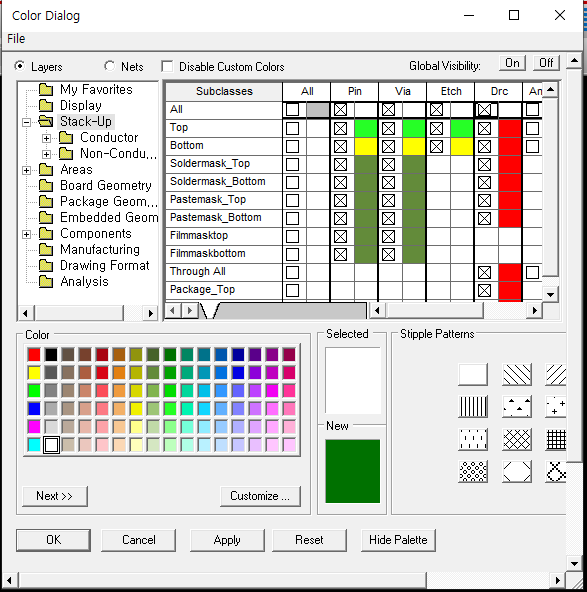 Color Dialog
File
Layers Nets Disable Custom Colors Global Visibility: On Off
My Favorites
Display
Stack-Up
Conductor
Non-Condu...
Areas
Board Geometry
Package Geom...
Embedded Geom
Components
Manufacturing
Drawing Format
Analysis
Subclasses All Pin Via Etch Drc An
All
Top
Bottom
Soldermask_Top
Soldermask_Bottom
Pastemask_Top
Pastemask_Bottom
Filmmasktop
Filmmaskbottom
Through All
Package_Top
Color
Next >>
Customize ...
Selected
New
Stipple Patterns
OK Cancel Apply Reset Hide Palette